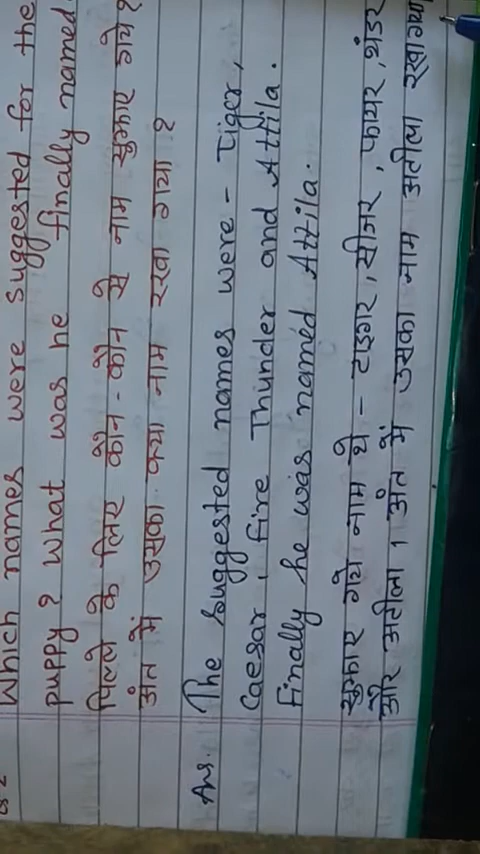 Which names were suggested for the
puppy? What was he finally named.
पिल्ले के लिए कौन-कौन से नाम सुझाए गये?
अंत में उसका क्या नाम रखा गया?
Ans. The suggested names were - Tiger,
Caesar, Fire Thunder and Attila.
Finally he was named Attila.
सुझाए गये नाम थे - टाइगर, सीजर, फायर, थंडर
और अटीला। अंत में उसका नाम अटीला रखा गया